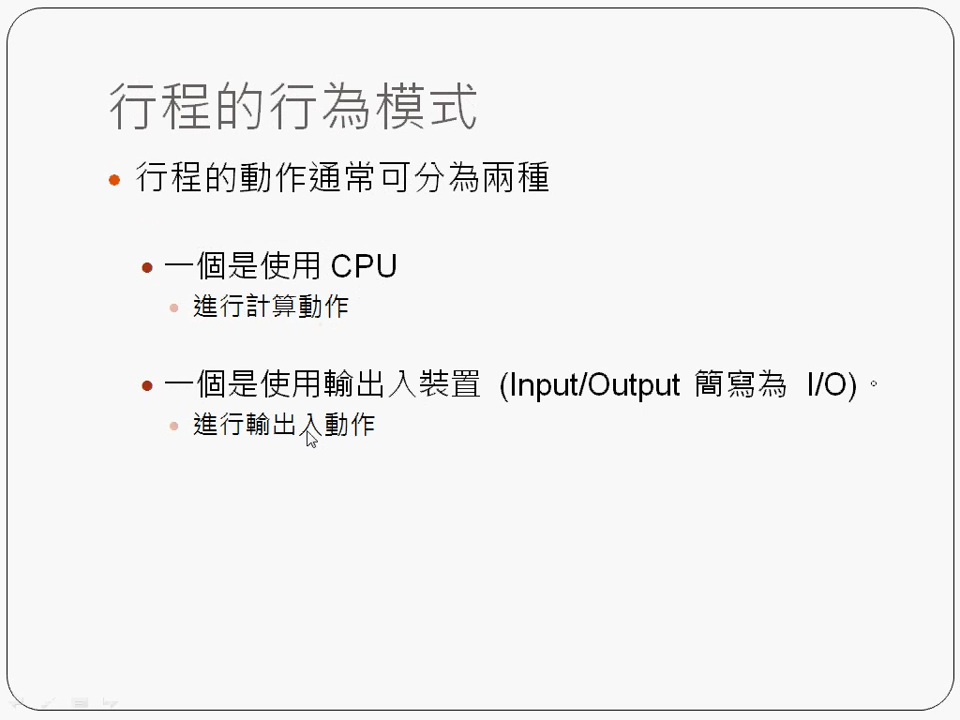 行程的行為模式
行程的動作通常可分為兩種
一個是使用 CPU
進行計算動作
一個是使用輸出入裝置 (Input/Output 簡寫為 I/O)。
進行輸出入動作